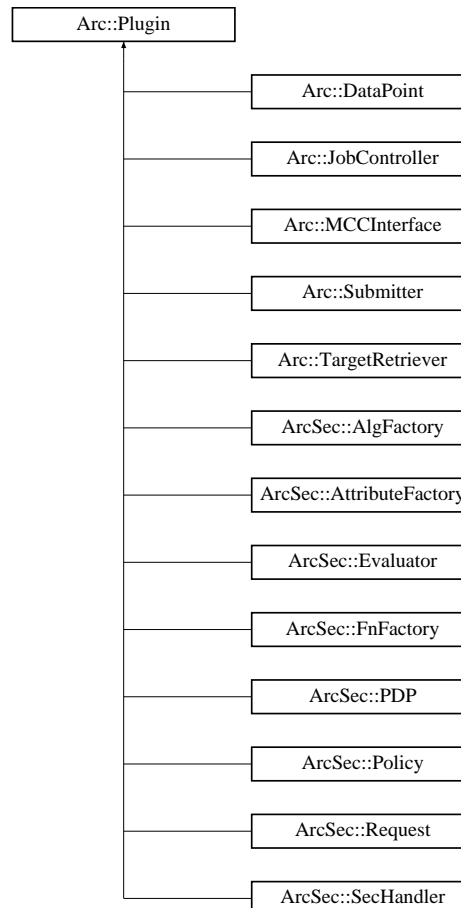 Arc::Plugin
Arc::DataPoint
Arc::JobController
Arc::MCCInterface
Arc::Submitter
Arc::TargetRetriever
ArcSec::AlgFactory
ArcSec::AttributeFactory
ArcSec::Evaluator
ArcSec::FnFactory
ArcSec::PDP
ArcSec::Policy
ArcSec::Request
ArcSec::SecHandler